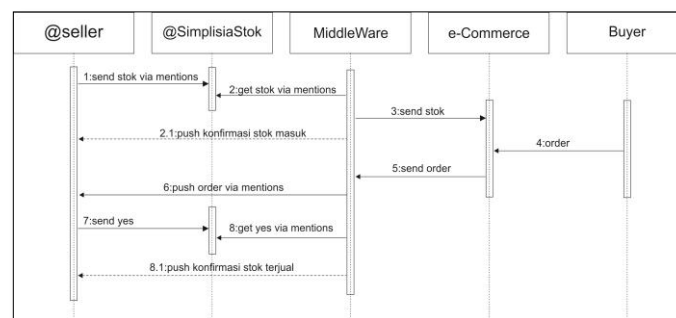 @seller
@SimplisiaStok
MiddleWare
e-Commerce
Buyer
1:send stok via mentions
2:get stok via mentions
3:send stok
2.1:push konfirmasi stok masuk
4:order
5:send order
6:push order via mentions
7:send yes
8:get yes via mentions
8.1:push konfirmasi stok terjual